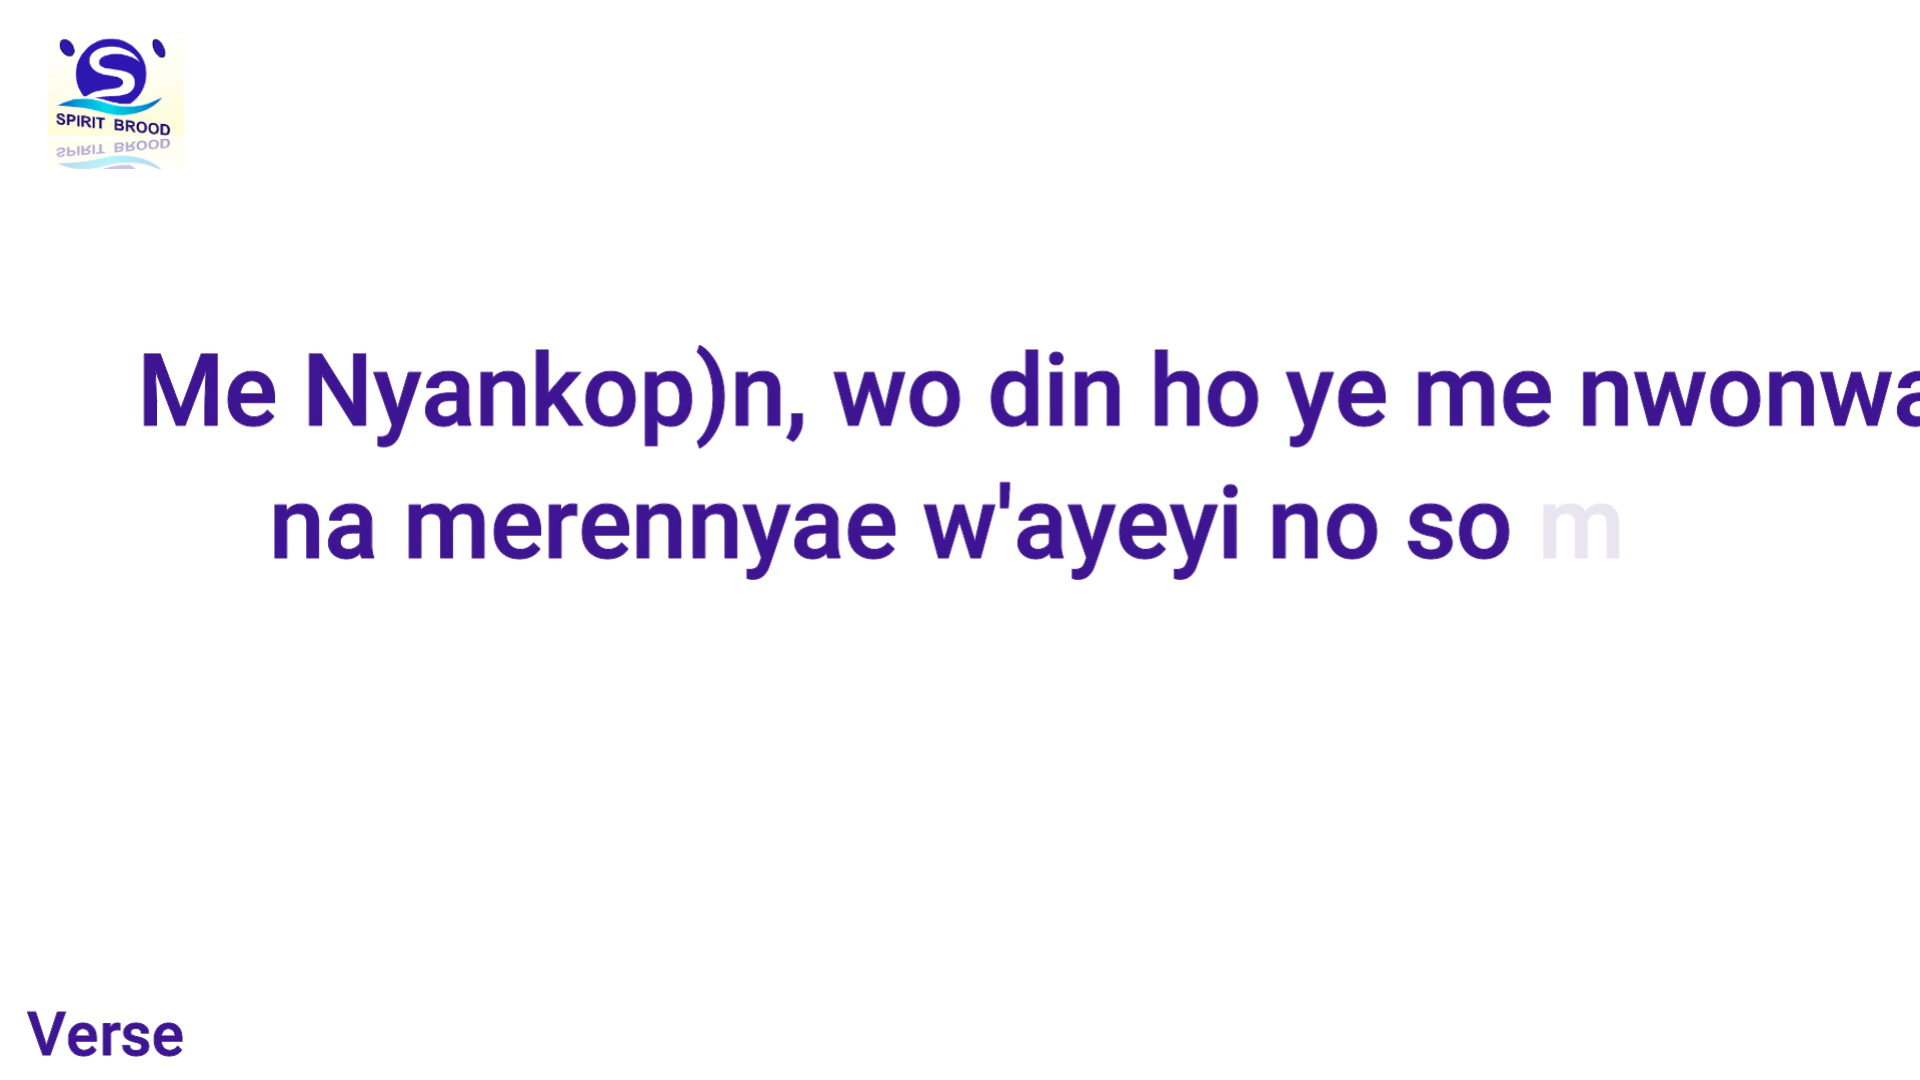 SPIRIT BROOD
Me Nyankop)n, wo din ho ye me nwonwa
na merennyae w'ayeyi no so m
Verse